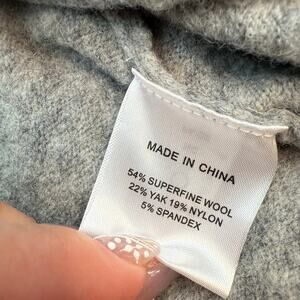 MADE IN CHINA
54% SUPERFINE WOOL
22% YAK 19% NYLON
5% SPANDEX